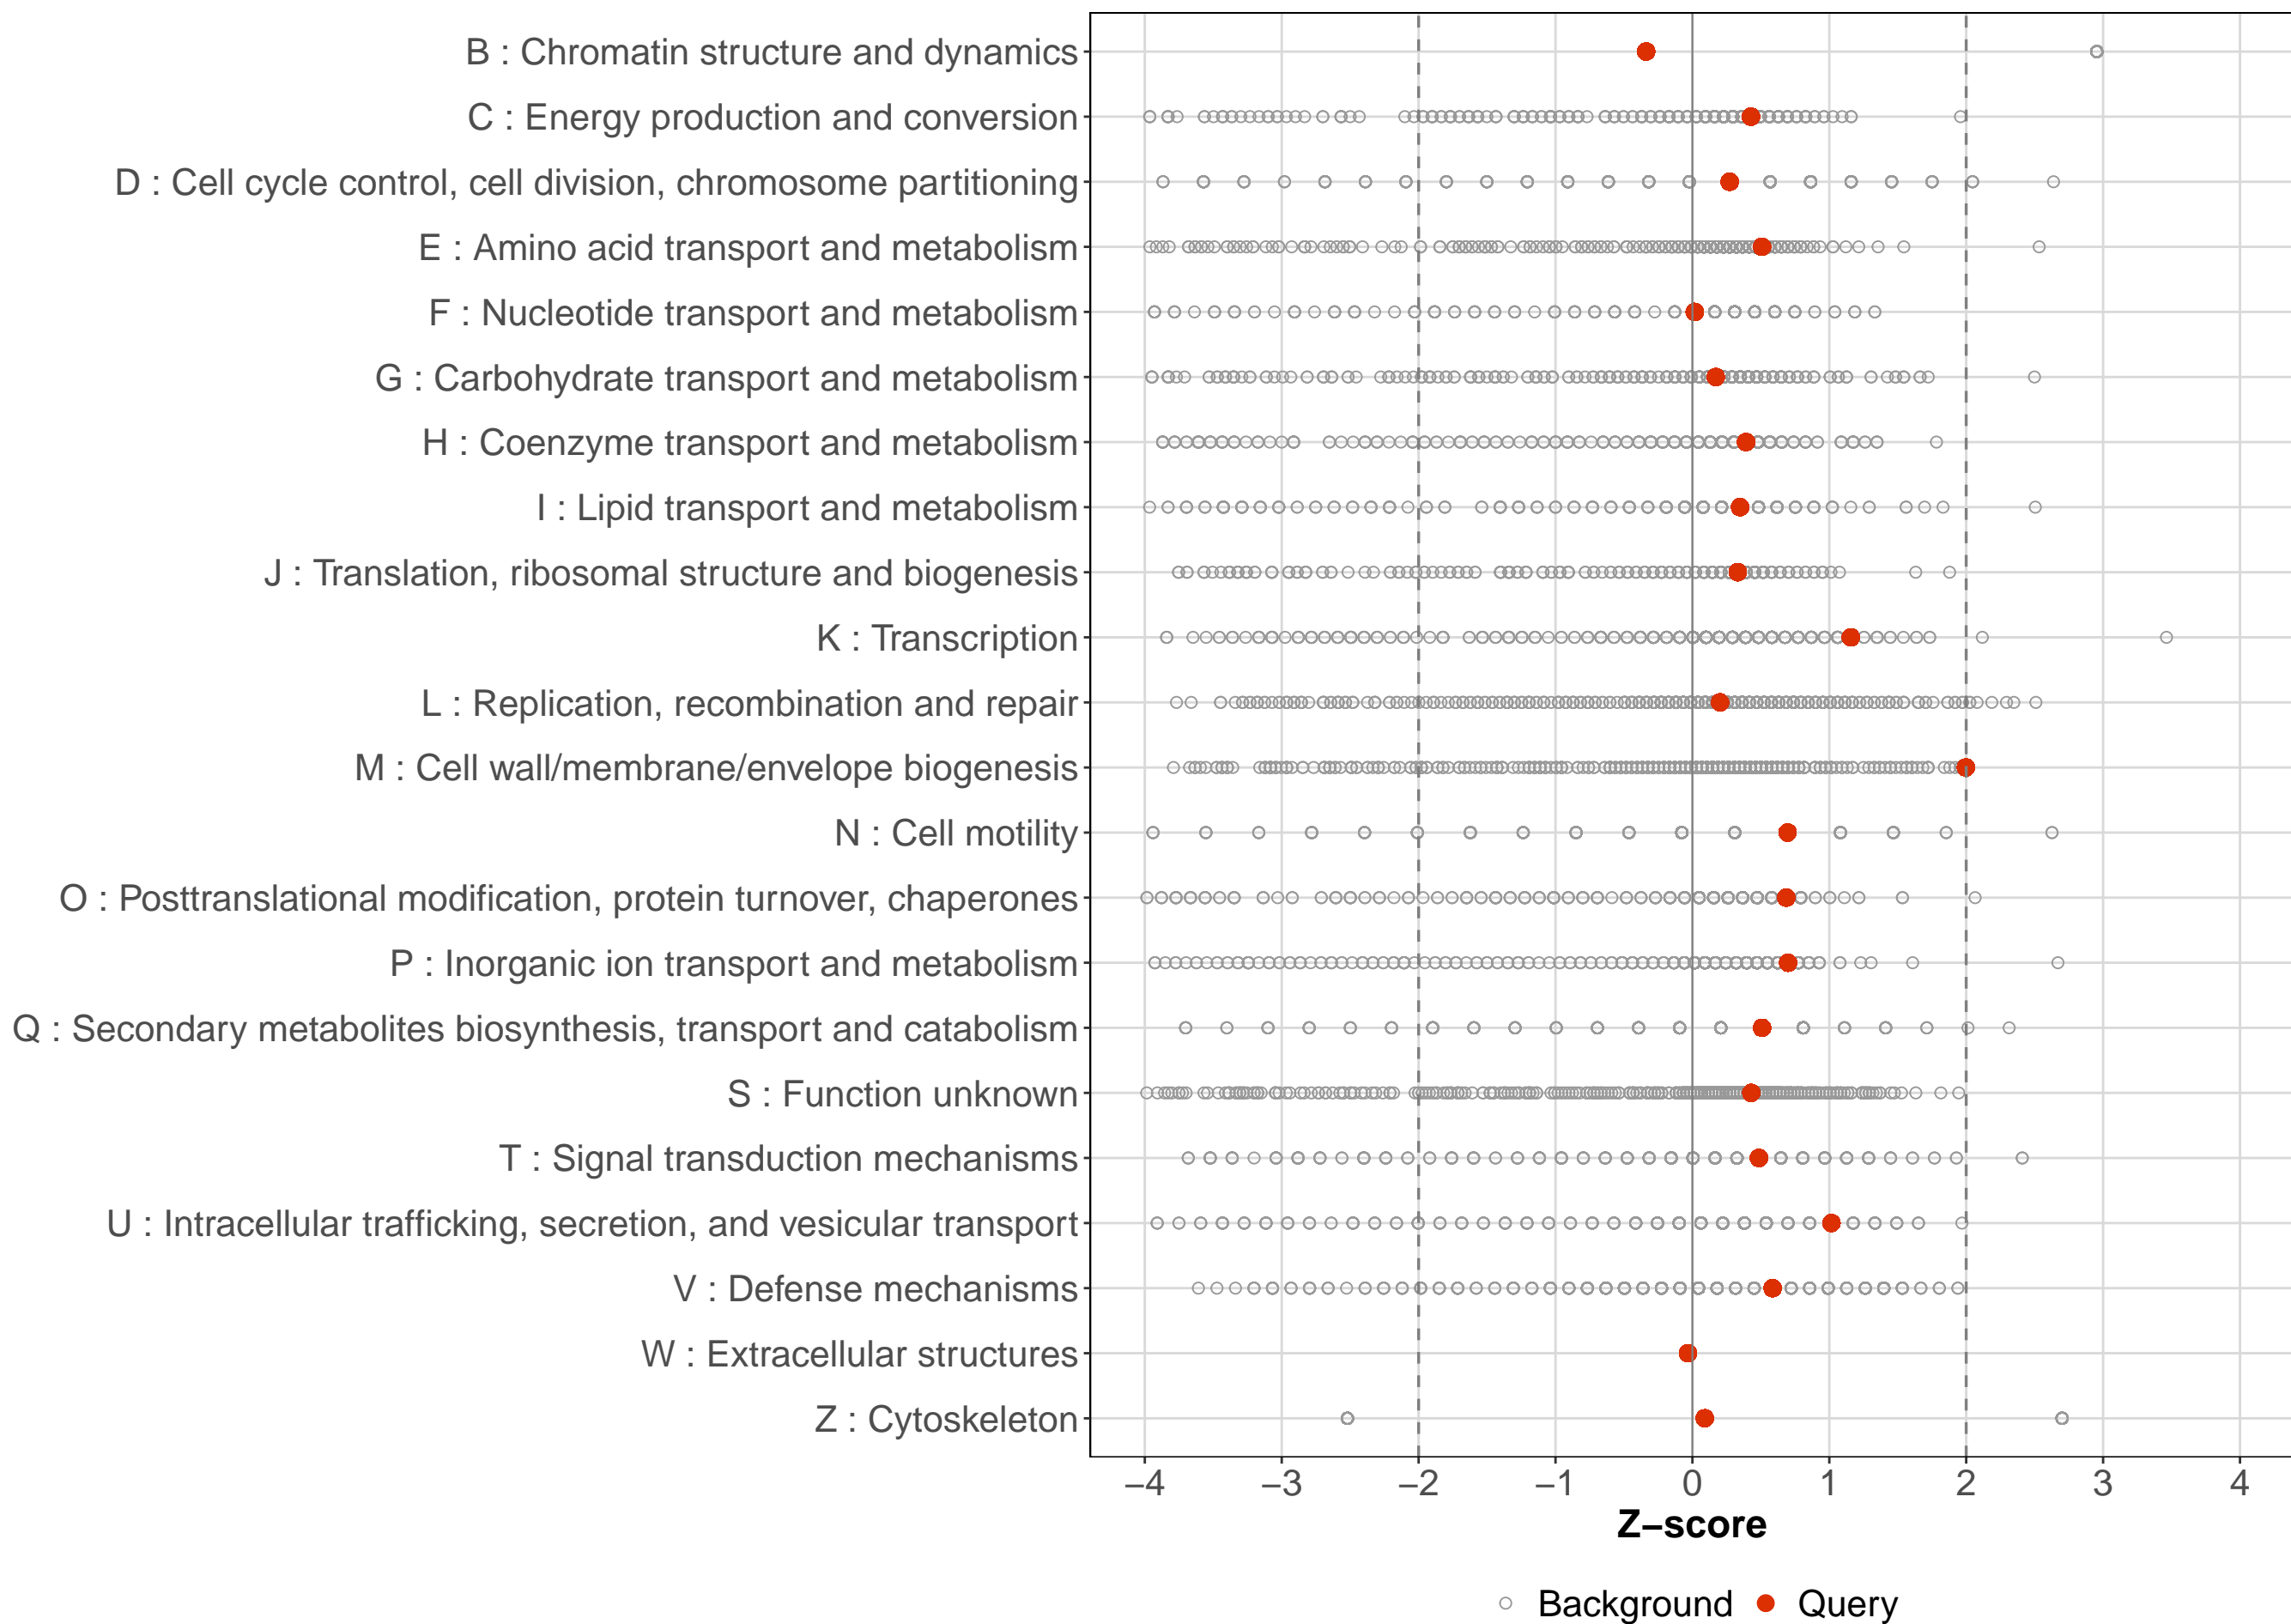 B : Chromatin structure and dynamics
C : Energy production and conversion
D : Cell cycle control, cell division, chromosome partitioning
E : Amino acid transport and metabolism
F : Nucleotide transport and metabolism
G : Carbohydrate transport and metabolism
H : Coenzyme transport and metabolism
I : Lipid transport and metabolism
J : Translation, ribosomal structure and biogenesis
K : Transcription
L : Replication, recombination and repair
M : Cell wall/membrane/envelope biogenesis
N : Cell motility
O : Posttranslational modification, protein turnover, chaperones
P : Inorganic ion transport and metabolism
Q : Secondary metabolites biosynthesis, transport and catabolism
S : Function unknown
T : Signal transduction mechanisms
U : Intracellular trafficking, secretion, and vesicular transport
V : Defense mechanisms
W : Extracellular structures
Z : Cytoskeleton
−4 −3 −2 −1 0 1 2 3 4
Z−score
Background Query